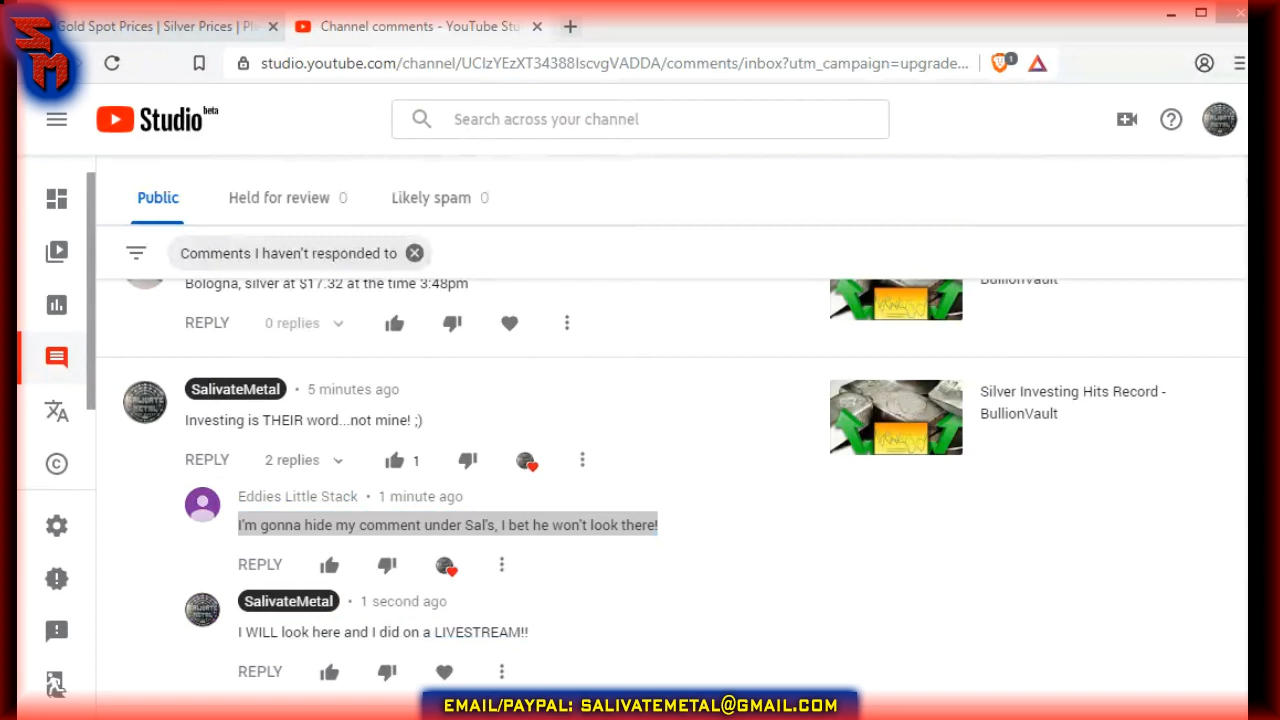 Gold Spot Prices | Silver Prices |
Channel comments - YouTube Stu
studio.youtube.com/channel/UCIzYEzXT34388IscvgVADDA/comments/inbox?utm_campaign=upgrade...
1
SM
Studio beta
Search across your channel
Public
Held for review 0
Likely spam 0
Comments I haven't responded to
Bologna, silver at $17.32 at the time 3:48pm
BullionVault
REPLY
0 replies
SalivateMetal • 5 minutes ago
Investing is THEIR word...not mine! ;)
Silver Investing Hits Record -
BullionVault
REPLY
2 replies
1
Eddies Little Stack • 1 minute ago
I'm gonna hide my comment under Sal's, I bet he won't look there!
REPLY
SalivateMetal • 1 second ago
I WILL look here and I did on a LIVESTREAM!!
REPLY
EMAIL/PAYPAL: SALIVATEMETAL@GMAIL.COM